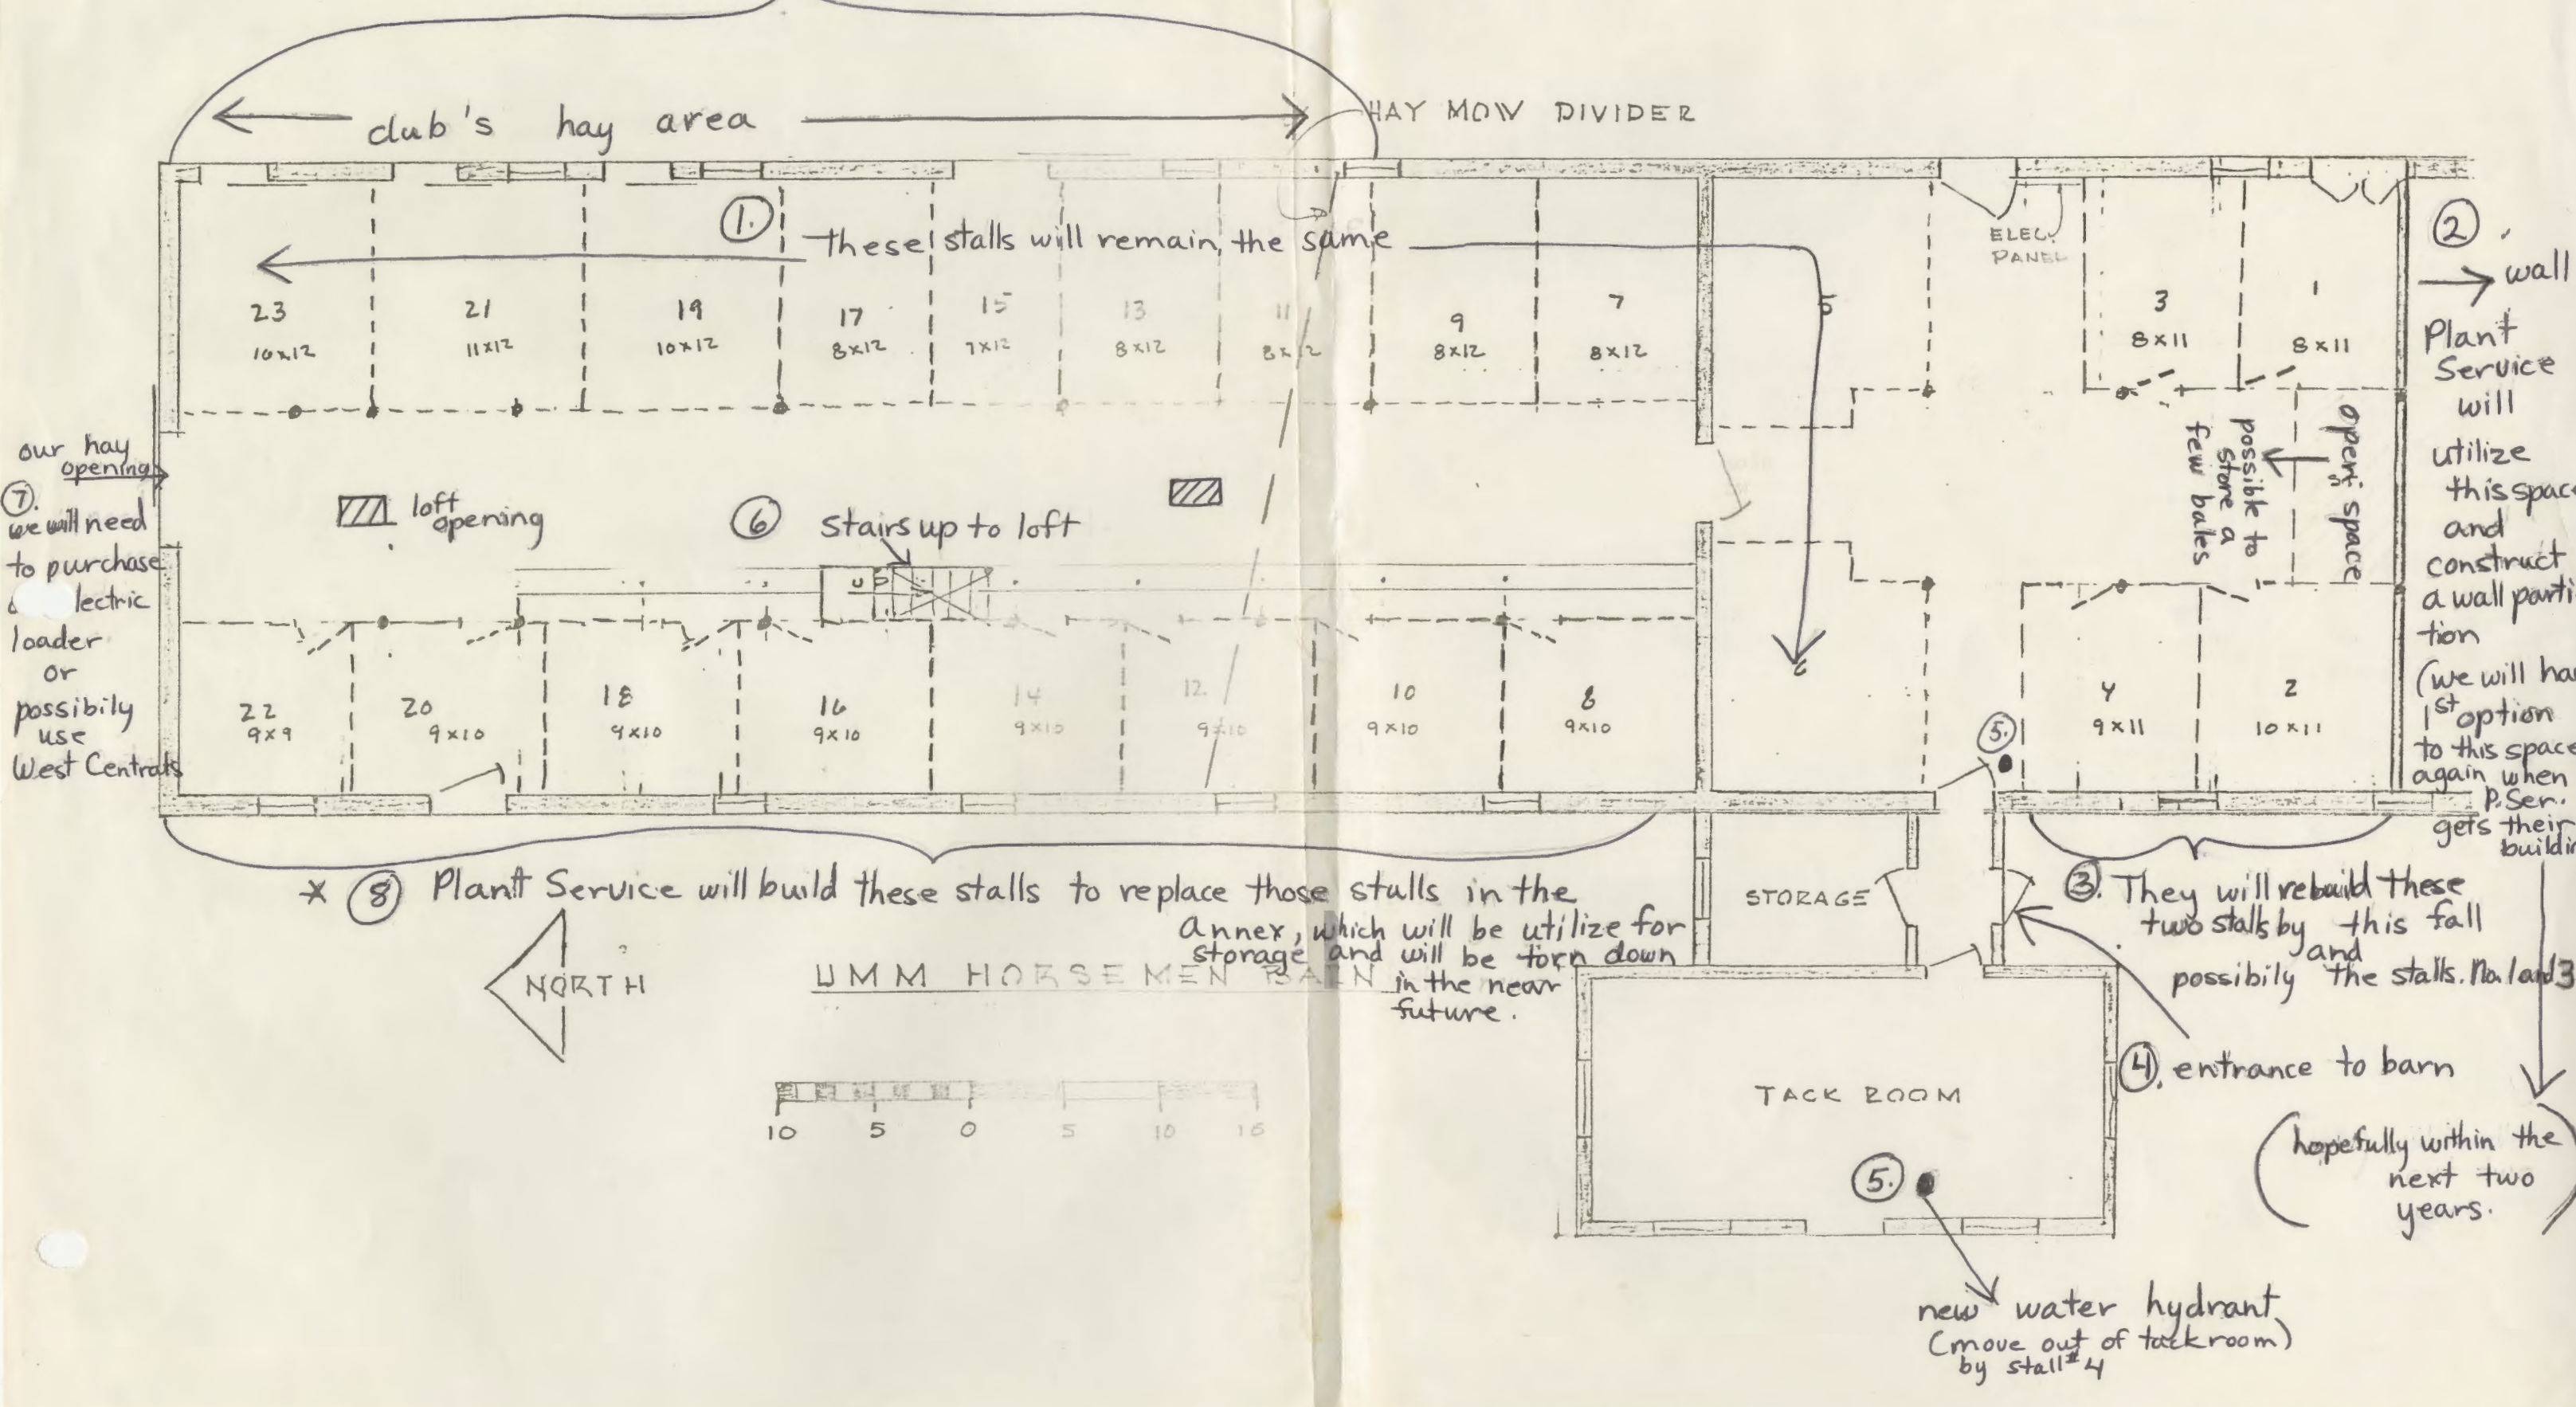 club's hay area
HAY MOW DIVIDER
1. These stalls will remain the same
ELEC.
PANEL
23
10x12
21
11x12
19
10x12
17
8x12
15
7x12
13
8x12
11
8x12
9
8x12
7
8x12
5
3
8x11
1
8x11
2.
wall
Plant
Service
will
utilize
this space
and
construct
a wall parti
tion
(we will ha
1st option
to this space
again when
P. Ser.
gets their
buildin
(hopefully within the
next two
years.)
open space
possible to
store a
few bales
our hay
opening
7.
we will need
to purchase
lectric
loader
or
possibily
use
West Central's
loft
opening
6 Stairs up to loft
UP
22
9x9
20
9x10
18
9x10
16
9x10
14
9x10
12
9x10
10
9x10
8
9x10
6
4
9x11
2
10x11
5.
* 8 Plant Service will build these stalls to replace those stalls in the
annex, which will be utilize for
storage and will be torn down
in the near
future.
STORAGE
3. They will rebuild these
two stalls by this fall
and
possibily the stalls. No. 1 and 3
4. entrance to barn
NORTH
UMM HORSEMEN BARN
10 5 0 5 10 15
TACK ROOM
5.
new water hydrant
(move out of tackroom)
by stall #4